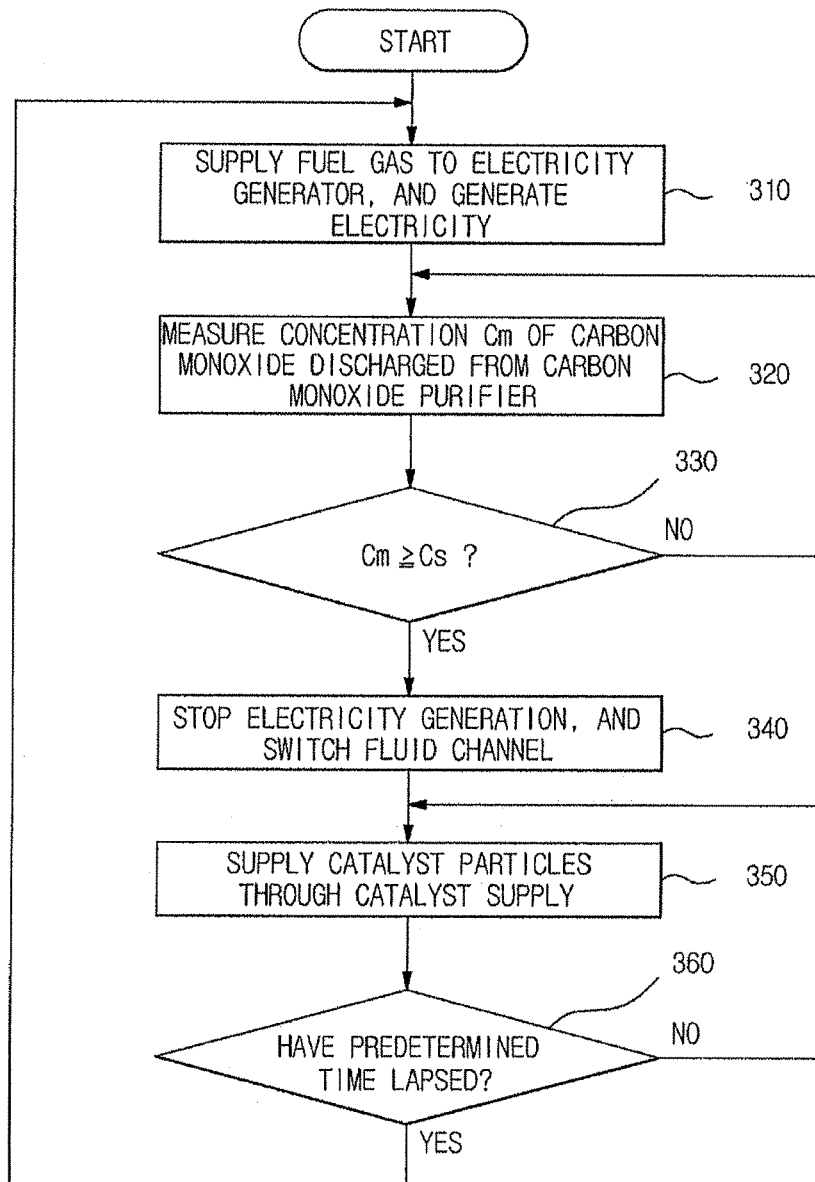 START
SUPPLY FUEL GAS TO ELECTRICITY
GENERATOR, AND GENERATE
ELECTRICITY
310
MEASURE CONCENTRATION Cm OF CARBON
MONOXIDE DISCHARGED FROM CARBON
MONOXIDE PURIFIER
320
330
Cm ≧ Cs ?
NO
YES
STOP ELECTRICITY GENERATION, AND
SWITCH FLUID CHANNEL
340
SUPPLY CATALYST PARTICLES
THROUGH CATALYST SUPPLY
350
360
HAVE PREDETERMINED
TIME LAPSED?
NO
YES